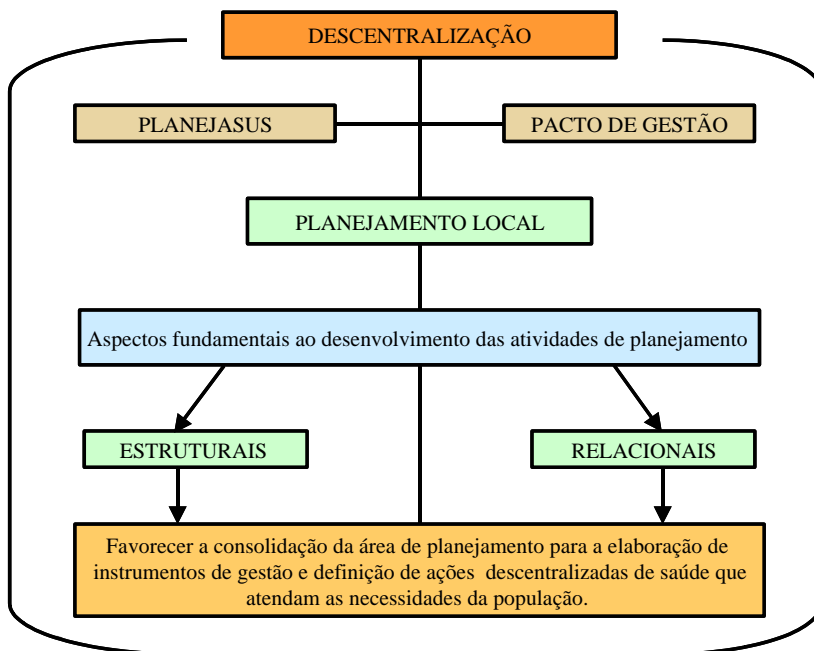 DESCENTRALIZAÇÃO
PLANEJASUS
PACTO DE GESTÃO
PLANEJAMENTO LOCAL
Aspectos fundamentais ao desenvolvimento das atividades de planejamento
ESTRUTURAIS
RELACIONAIS
Favorecer a consolidação da área de planejamento para a elaboração de
instrumentos de gestão e definição de ações descentralizadas de saúde que
atendam as necessidades da população.